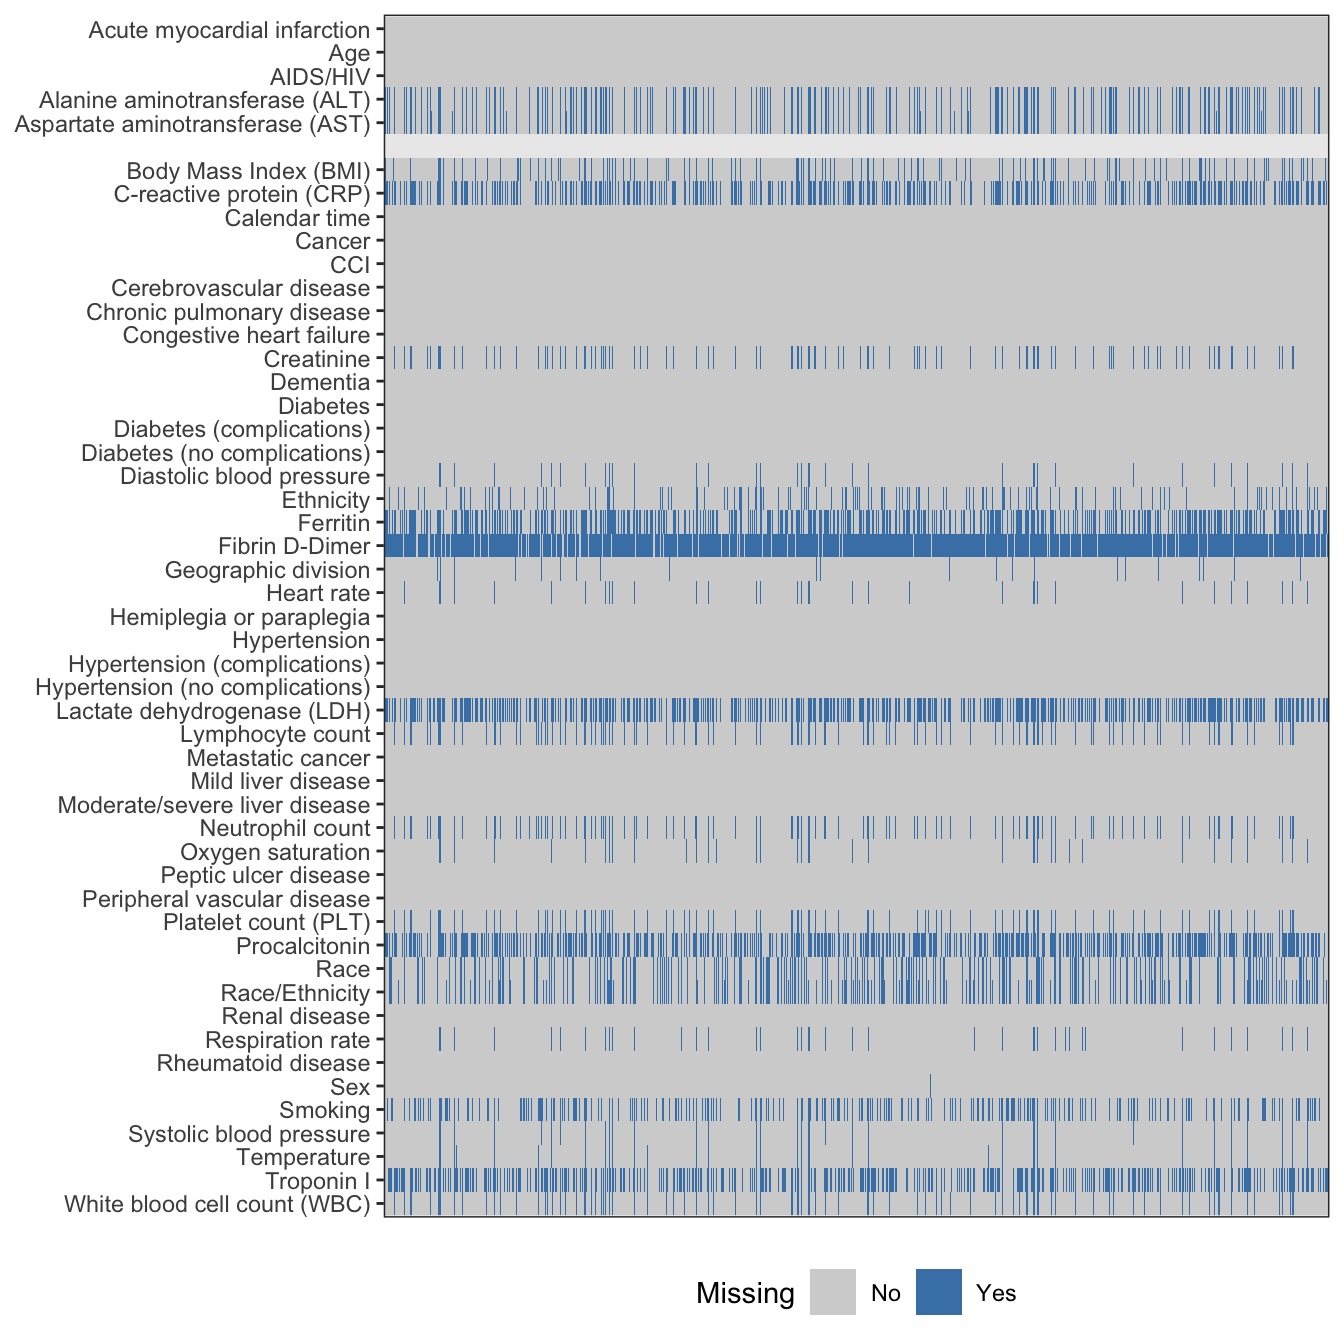 Acute myocardial infarction
Age
AIDS/HIV
Alanine aminotransferase (ALT)
Aspartate aminotransferase (AST)
Body Mass Index (BMI)
C-reactive protein (CRP)
Calendar time
Cancer
CCI
Cerebrovascular disease
Chronic pulmonary disease
Congestive heart failure
Creatinine
Dementia
Diabetes
Diabetes (complications)
Diabetes (no complications)
Diastolic blood pressure
Ethnicity
Ferritin
Fibrin D-Dimer
Geographic division
Heart rate
Hemiplegia or paraplegia
Hypertension
Hypertension (complications)
Hypertension (no complications)
Lactate dehydrogenase (LDH)
Lymphocyte count
Metastatic cancer
Mild liver disease
Moderate/severe liver disease
Neutrophil count
Oxygen saturation
Peptic ulcer disease
Peripheral vascular disease
Platelet count (PLT)
Procalcitonin
Race
Race/Ethnicity
Renal disease
Respiration rate
Rheumatoid disease
Sex
Smoking
Systolic blood pressure
Temperature
Troponin I
White blood cell count (WBC)
Missing No Yes